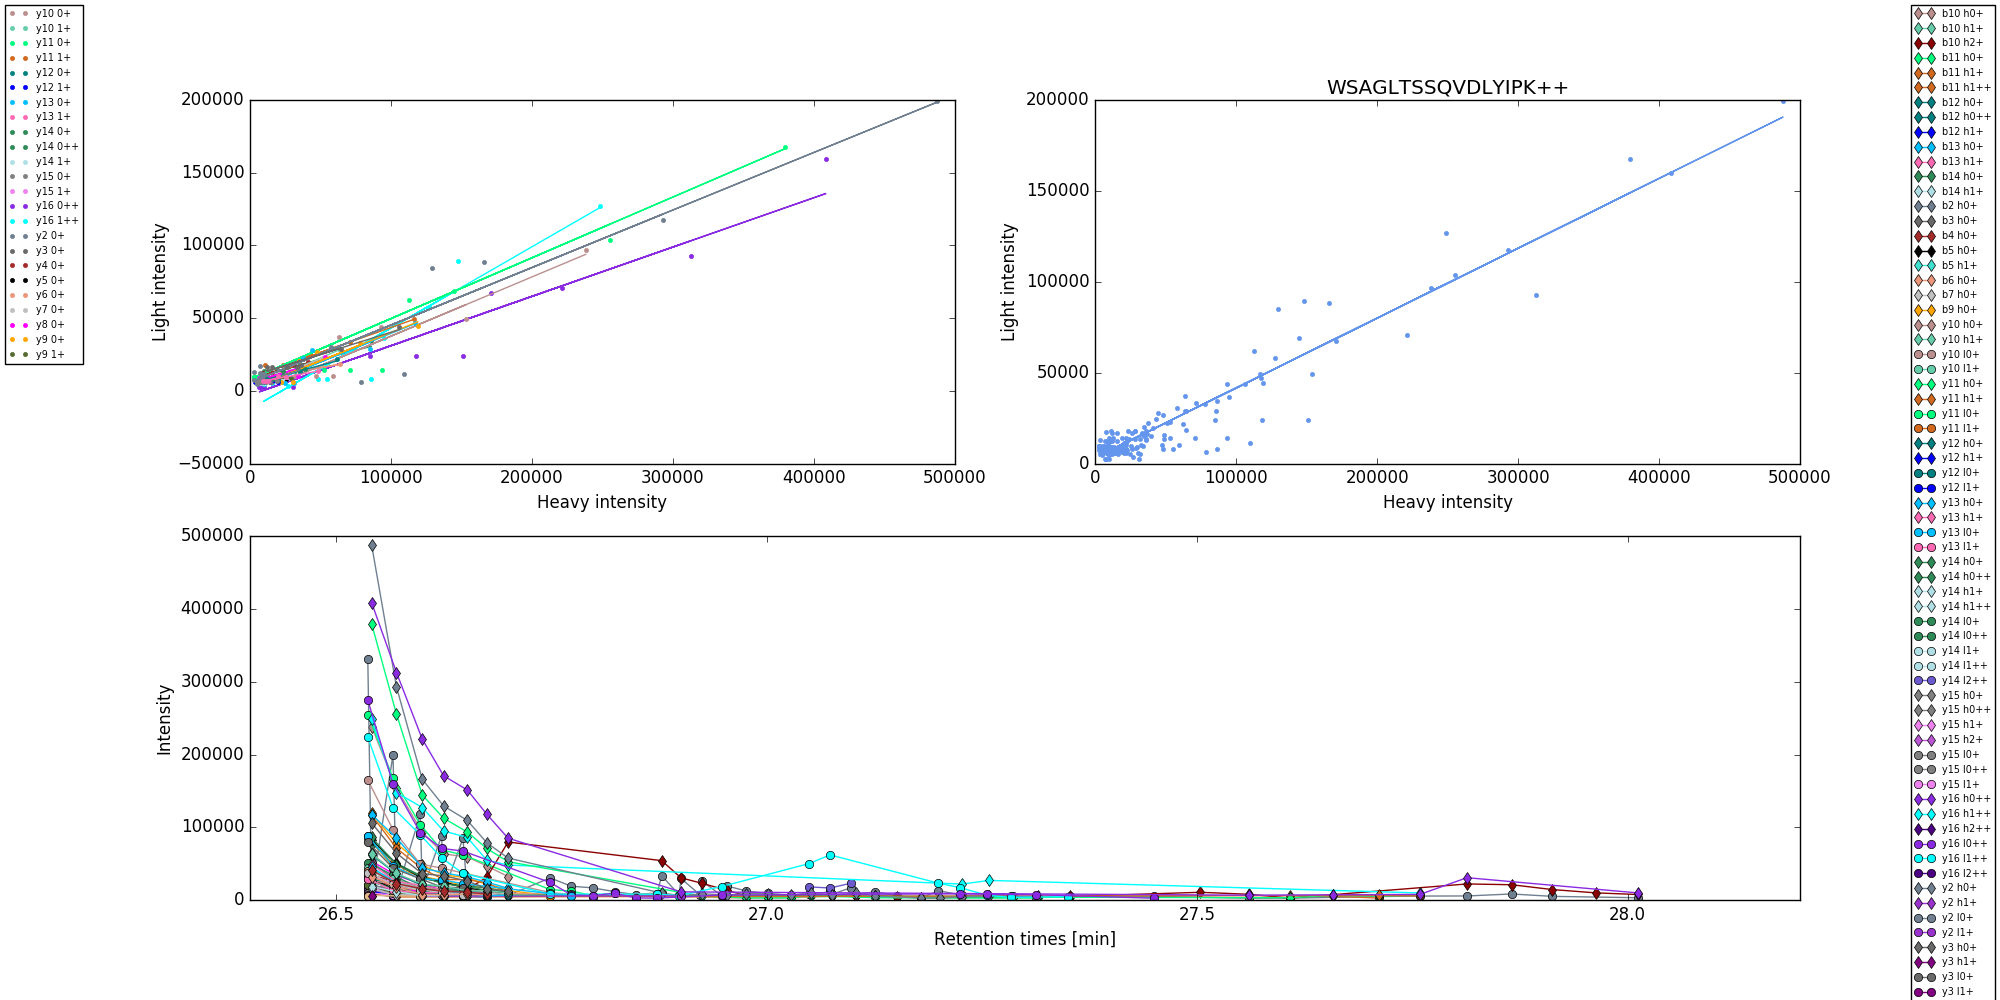 y10 0+
y10 1+
y11 0+
y11 1+
y12 0+
y12 1+
y13 0+
y13 1+
y14 0+
y14 0++
y14 1+
y15 0+
y15 1+
y16 0++
y16 1++
y2 0+
y3 0+
y4 0+
y5 0+
y6 0+
y7 0+
y8 0+
y9 0+
y9 1+
200000
150000
100000
50000
0
−50000
Light intensity
0 100000 200000 300000 400000 500000
Heavy intensity
WSAGLTSSQVDLYIPK++
200000
150000
100000
50000
0
Light intensity
0 100000 200000 300000 400000 500000
Heavy intensity
500000
400000
300000
200000
100000
0
Intensity
26.5 27.0 27.5 28.0
Retention times [min]
b10 h0+
b10 h1+
b10 h2+
b11 h0+
b11 h1+
b11 h1++
b12 h0+
b12 h0++
b12 h1+
b13 h0+
b13 h1+
b14 h0+
b14 h1+
b2 h0+
b3 h0+
b4 h0+
b5 h0+
b5 h1+
b6 h0+
b7 h0+
b9 h0+
y10 h0+
y10 h1+
y10 l0+
y10 l1+
y11 h0+
y11 h1+
y11 l0+
y11 l1+
y12 h0+
y12 h1+
y12 l0+
y12 l1+
y13 h0+
y13 h1+
y13 l0+
y13 l1+
y14 h0+
y14 h0++
y14 h1+
y14 h1++
y14 l0+
y14 l0++
y14 l1+
y14 l1++
y14 l2++
y15 h0+
y15 h0++
y15 h1+
y15 h2+
y15 l0+
y15 l0++
y15 l1+
y16 h0++
y16 h1++
y16 h2++
y16 l0++
y16 l1++
y16 l2++
y2 h0+
y2 h1+
y2 l0+
y2 l1+
y3 h0+
y3 h1+
y3 l0+
y3 l1+